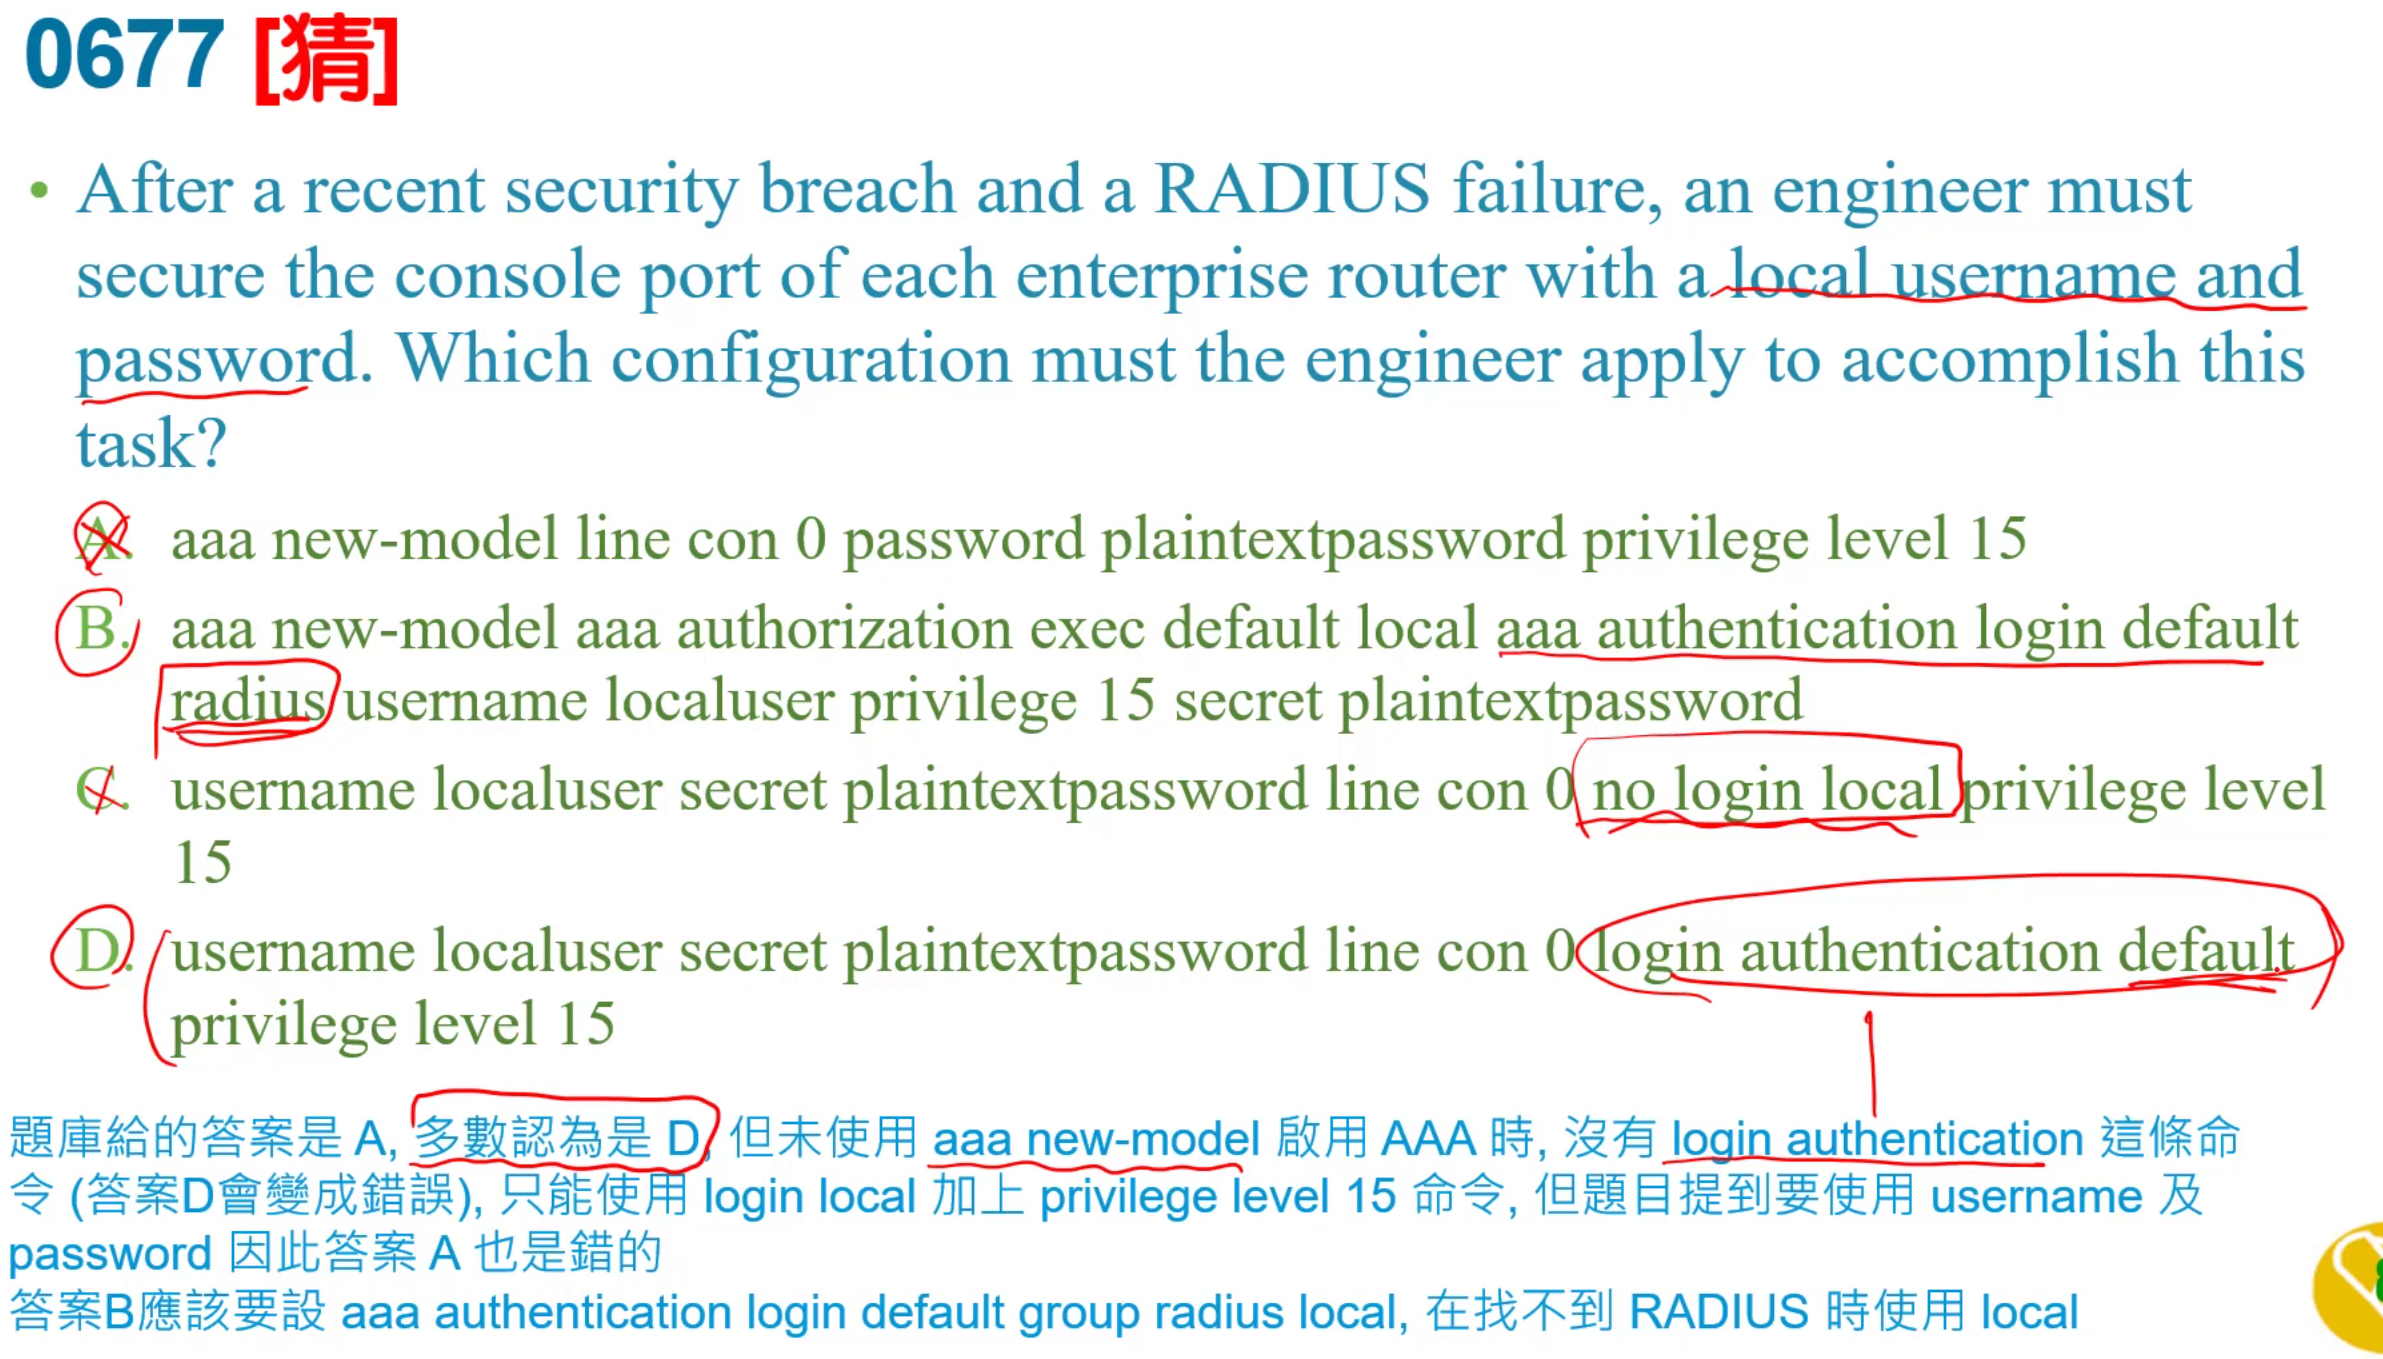 0677 [猜]
• After a recent security breach and a RADIUS failure, an engineer must
secure the console port of each enterprise router with a local username and
password. Which configuration must the engineer apply to accomplish this
task?
A. aaa new-model line con 0 password plaintextpassword privilege level 15
B. aaa new-model aaa authorization exec default local aaa authentication login default
radius username localuser privilege 15 secret plaintextpassword
C. username localuser secret plaintextpassword line con 0 no login local privilege level
15
D. username localuser secret plaintextpassword line con 0 login authentication default
privilege level 15
題庫給的答案是 A, 多數認為是 D, 但未使用 aaa new-model 啟用 AAA 時, 沒有 login authentication 這條命
令 (答案D會變成錯誤), 只能使用 login local 加上 privilege level 15 命令, 但題目提到要使用 username 及
password 因此答案 A 也是錯的
答案B應該要設 aaa authentication login default group radius local, 在找不到 RADIUS 時使用 local